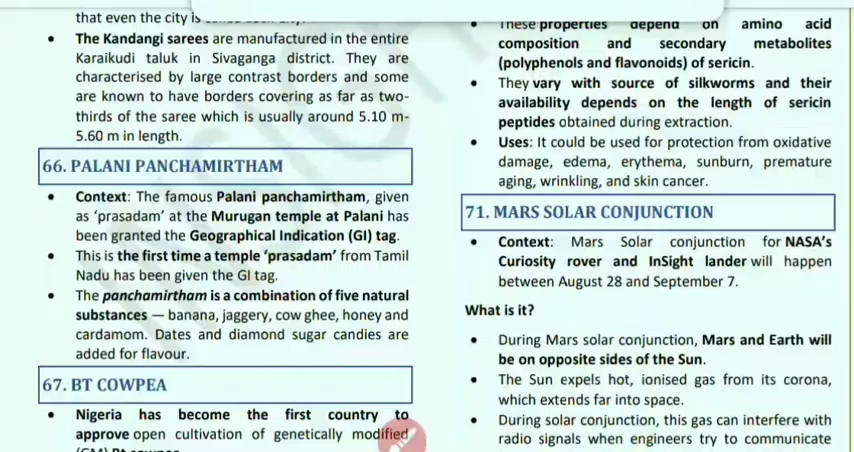 that even the city is
• The Kandangi sarees are manufactured in the entire
Karaikudi taluk in Sivaganga district. They are
characterised by large contrast borders and some
are known to have borders covering as far as two-
thirds of the saree which is usually around 5.10 m-
5.60 m in length.
66. PALANI PANCHAMIRTHAM
• Context: The famous Palani panchamirtham, given
as ‘prasadam’ at the Murugan temple at Palani has
been granted the Geographical Indication (GI) tag.
• This is the first time a temple ‘prasadam’ from Tamil
Nadu has been given the GI tag.
• The panchamirtham is a combination of five natural
substances — banana, jaggery, cow ghee, honey and
cardamom. Dates and diamond sugar candies are
added for flavour.
67. BT COWPEA
• Nigeria has become the first country to
approve open cultivation of genetically modified
(GM) Bt cowpea
• These properties depend on amino acid
composition and secondary metabolites
(polyphenols and flavonoids) of sericin.
• They vary with source of silkworms and their
availability depends on the length of sericin
peptides obtained during extraction.
• Uses: It could be used for protection from oxidative
damage, edema, erythema, sunburn, premature
aging, wrinkling, and skin cancer.
71. MARS SOLAR CONJUNCTION
• Context: Mars Solar conjunction for NASA’s
Curiosity rover and InSight lander will happen
between August 28 and September 7.
What is it?
• During Mars solar conjunction, Mars and Earth will
be on opposite sides of the Sun.
• The Sun expels hot, ionised gas from its corona,
which extends far into space.
• During solar conjunction, this gas can interfere with
radio signals when engineers try to communicate